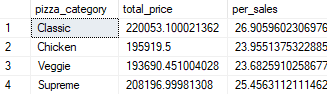 pizza_category total_price per_sales
1 Classic 220053.100021362 26.9059602306976
2 Chicken 195919.5 23.9551375322885
3 Veggie 193690.451004028 23.6825910258677
4 Supreme 208196.99981308 25.4563112111462